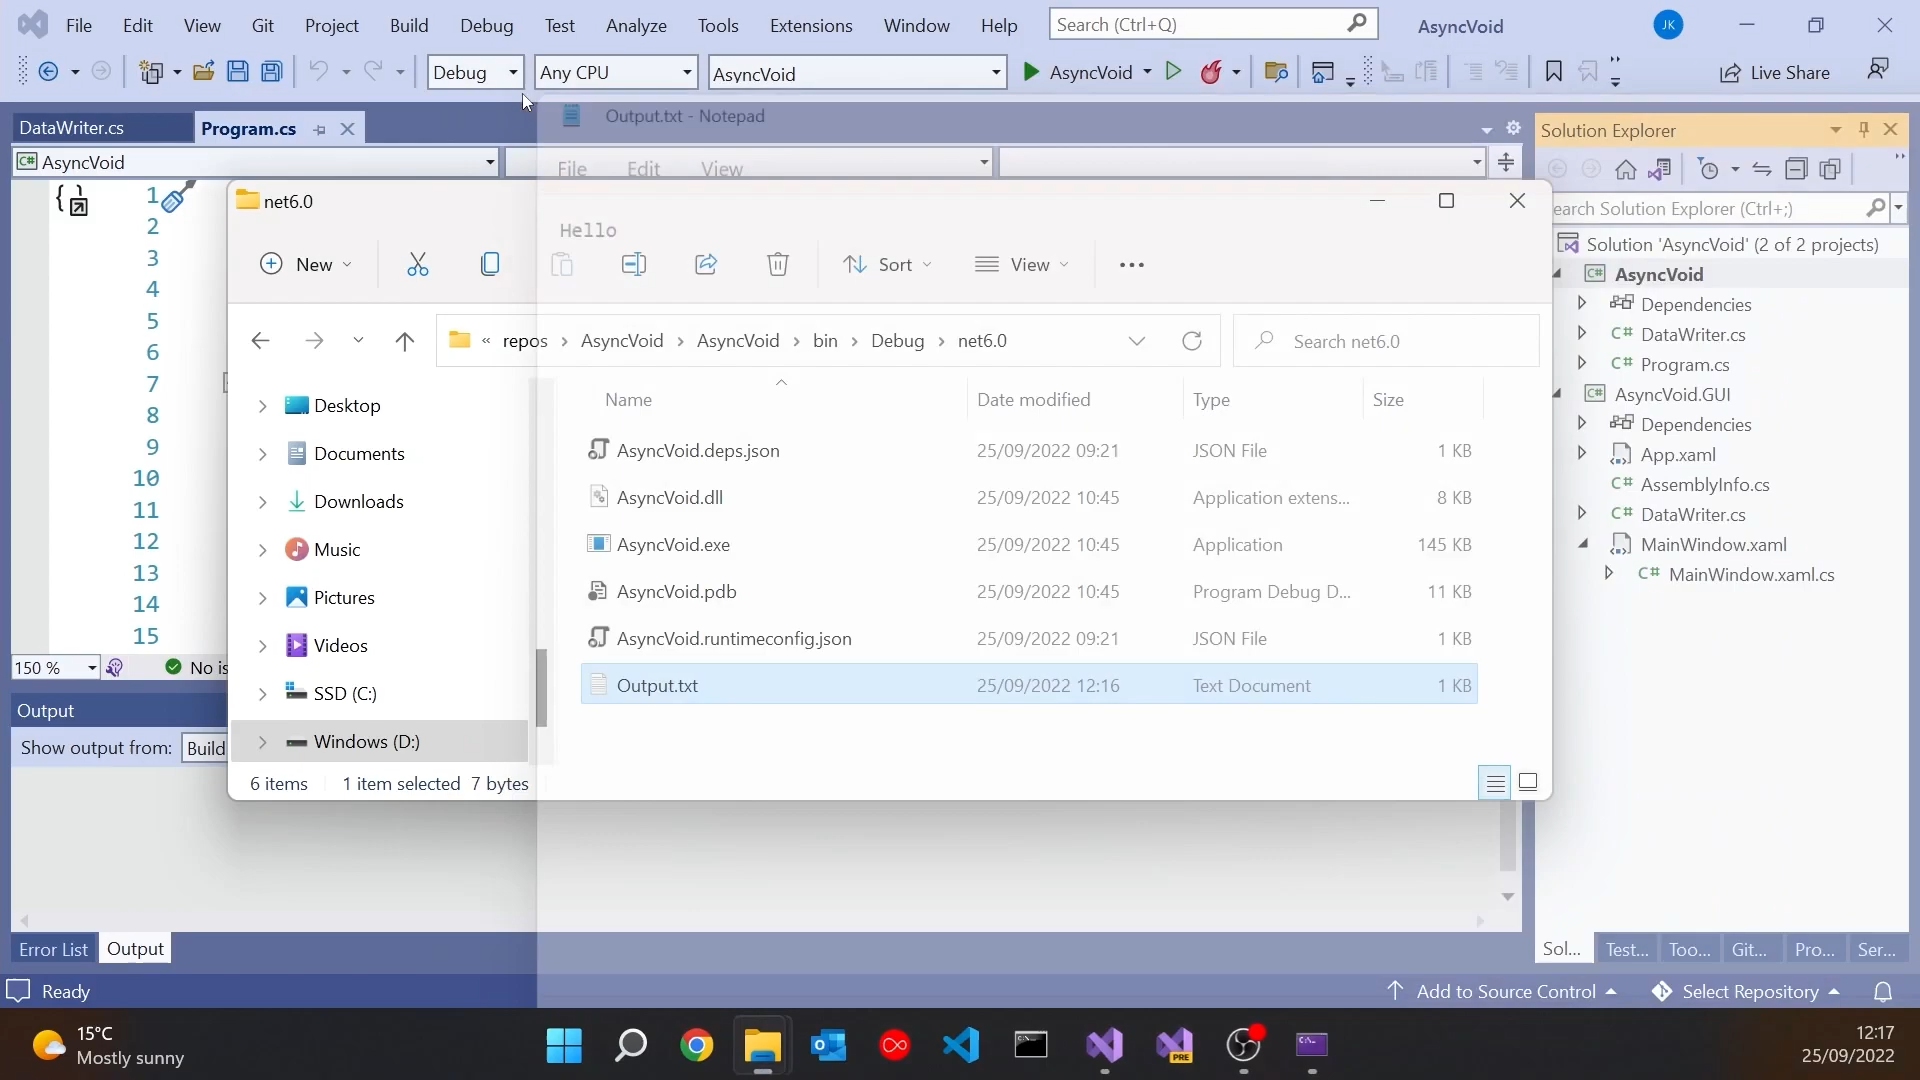 File Edit View Git Project Build Debug Test Analyze Tools Extensions Window Help Search (Ctrl+Q) AsyncVoid JK
Debug Any CPU AsyncVoid AsyncVoid Live Share
DataWriter.cs Program.cs
Output.txt - Notepad
Solution Explorer
AsyncVoid
File Edit View
net6.0
Hello
earch Solution Explorer (Ctrl+;)
New Sort View
Solution 'AsyncVoid' (2 of 2 projects)
AsyncVoid
Dependencies
DataWriter.cs
Program.cs
AsyncVoid.GUI
Dependencies
App.xaml
AssemblyInfo.cs
DataWriter.cs
MainWindow.xaml
MainWindow.xaml.cs
1
2
3
4
5
6
7
8
9
10
11
12
13
14
15
« repos > AsyncVoid > AsyncVoid > bin > Debug > net6.0
Search net6.0
Desktop
Documents
Downloads
Music
Pictures
Videos
SSD (C:)
Windows (D:)
Name Date modified Type Size
AsyncVoid.deps.json 25/09/2022 09:21 JSON File 1 KB
AsyncVoid.dll 25/09/2022 10:45 Application extens... 8 KB
AsyncVoid.exe 25/09/2022 10:45 Application 145 KB
AsyncVoid.pdb 25/09/2022 10:45 Program Debug D... 11 KB
AsyncVoid.runtimeconfig.json 25/09/2022 09:21 JSON File 1 KB
Output.txt 25/09/2022 12:16 Text Document 1 KB
6 items 1 item selected 7 bytes
150 % No is
Output
Show output from: Build
Error List Output
Sol... Test... Too... Git... Pro... Ser...
Ready Add to Source Control Select Repository
15°C
Mostly sunny
PRE
12:17
25/09/2022